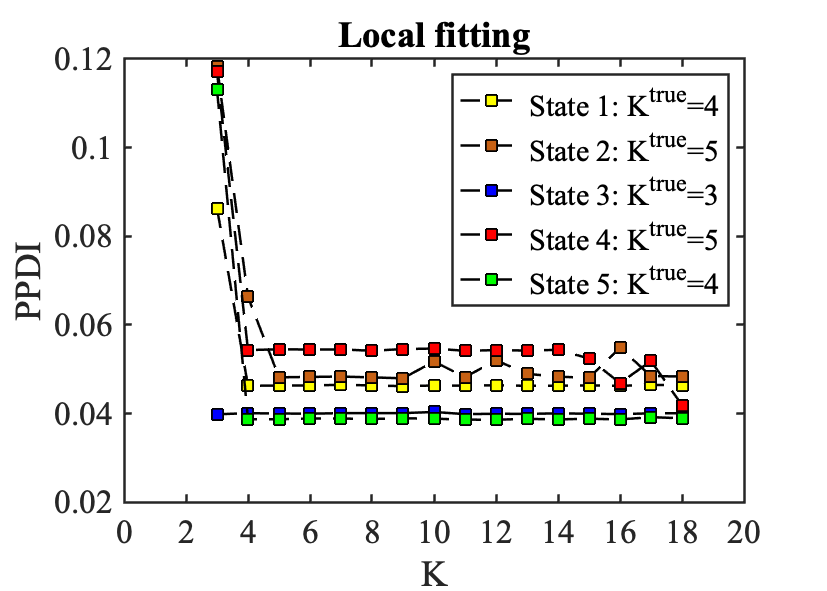 Local fitting
0.12
0.1
0.08
0.06
0.04
0.02
PPDI
State 1: K^true=4
State 2: K^true=5
State 3: K^true=3
State 4: K^true=5
State 5: K^true=4
0 2 4 6 8 10 12 14 16 18 20
K